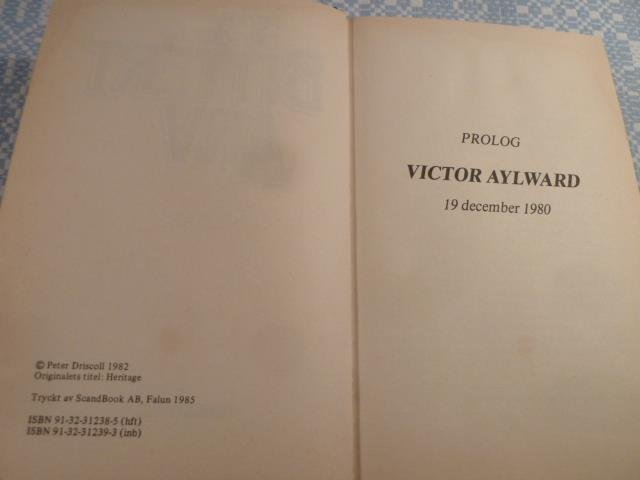 © Peter Driscoll 1982
Originalets titel: Heritage
Tryckt av ScandBook AB, Falun 1985
ISBN 91-32-31238-5 (hft)
ISBN 91-32-31239-3 (inb)
PROLOG
VICTOR AYLWARD
19 december 1980